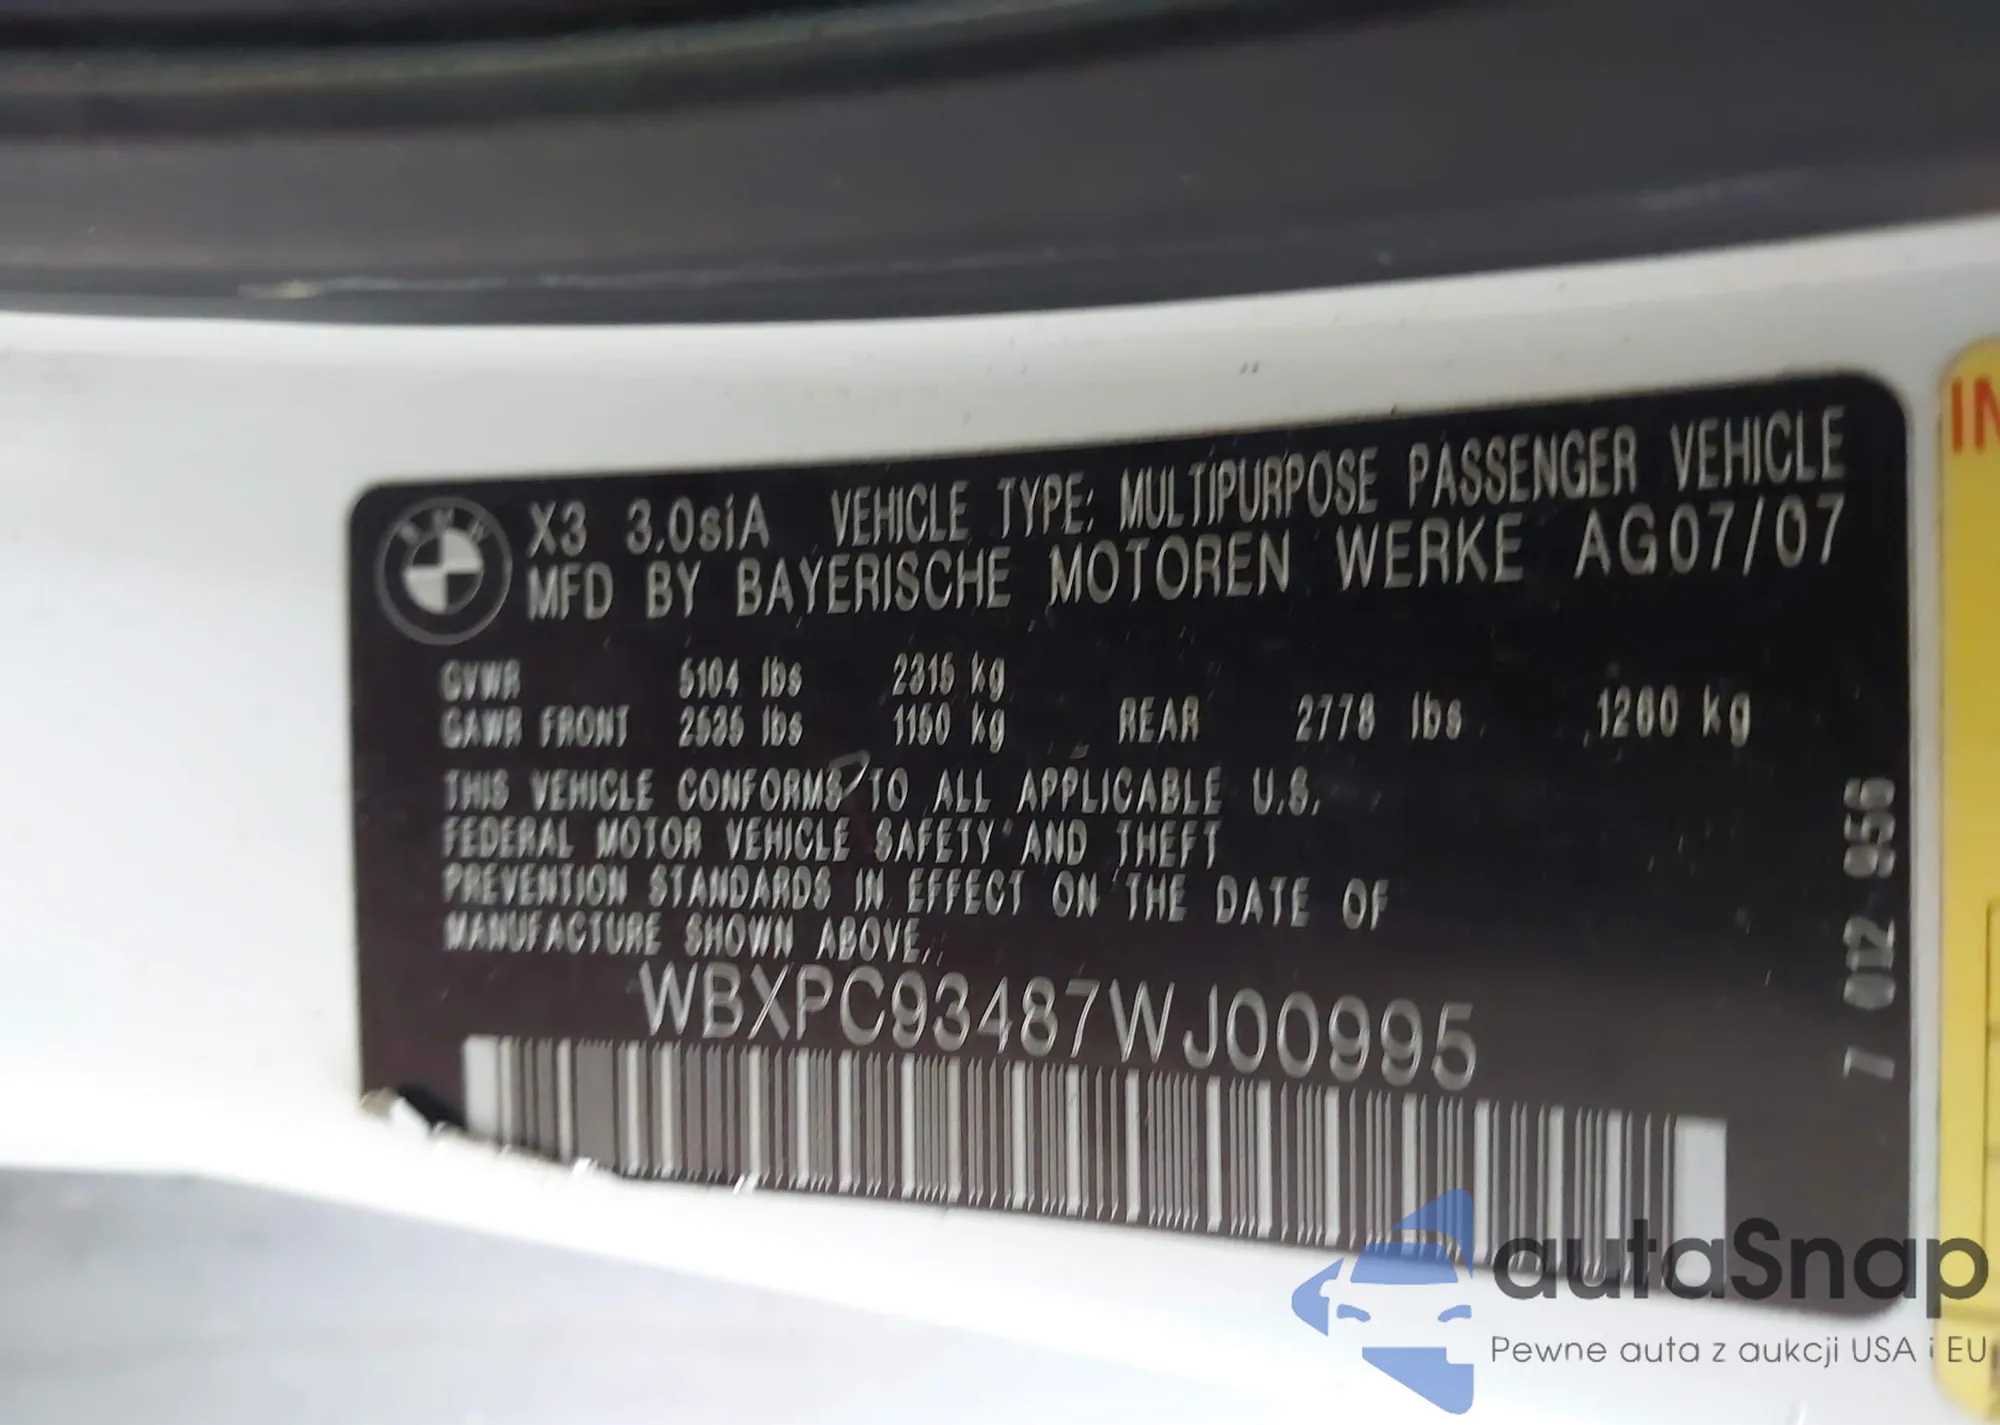 BMW
X3 3.0siA VEHICLE TYPE: MULTIPURPOSE PASSENGER VEHICLE
MFD BY BAYERISCHE MOTOREN WERKE AG07/07
GVWR 5104 lbs 2315 kg
GAWR FRONT 2535 lbs 1150 kg REAR 2778 lbs 1260 kg
THIS VEHICLE CONFORMS TO ALL APPLICABLE U.S.
FEDERAL MOTOR VEHICLE SAFETY AND THEFT
PREVENTION STANDARDS IN EFFECT ON THE DATE OF
MANUFACTURE SHOWN ABOVE.
WBXPC93487WJ00995
7 012 956
IN
autaSnap
Pewne auta z aukcji USA i EU